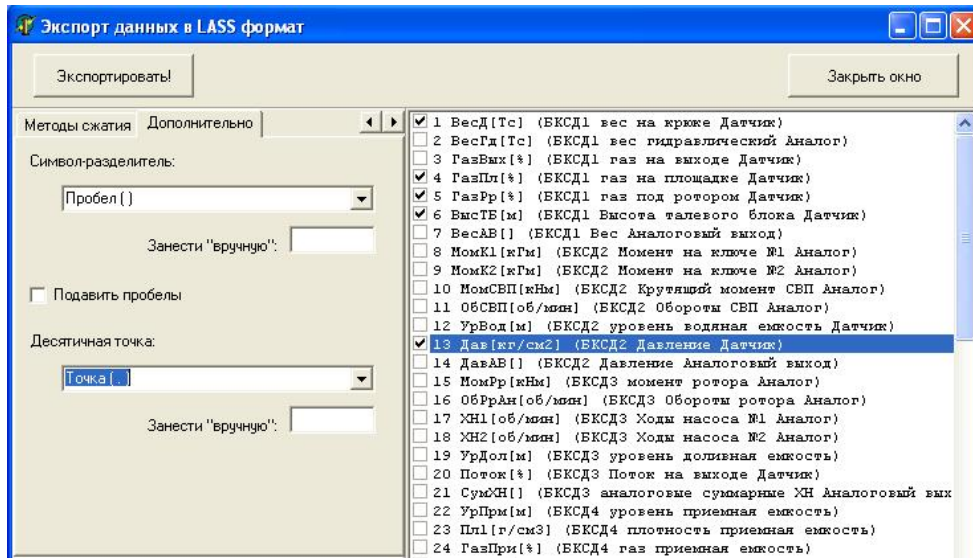 Экспорт данных в LASS формат
Экспортировать!
Закрыть окно
Методы сжатия
Дополнительно
Символ-разделитель:
Пробел ( )
Занести "вручную":
Подавить пробелы
Десятичная точка:
Точка ( . )
Занести "вручную":
1 ВесД[Тс] (БКСД1 вес на крюке Датчик)
2 ВесГд[Тс] (БКСД1 вес гидравлический Аналог)
3 ГазВых[%] (БКСД1 газ на выходе Датчик)
4 ГазПл[%] (БКСД1 газ на площадке Датчик)
5 ГазРр[%] (БКСД1 газ под ротором Датчик)
6 ВысТБ[м] (БКСД1 Высота талевого блока Датчик)
7 ВесАВ[] (БКСД1 Вес Аналоговый выход)
8 МомК1[кГм] (БКСД2 Момент на ключе №1 Аналог)
9 МомК2[кГм] (БКСД2 Момент на ключе №2 Аналог)
10 МомСВП[кНм] (БКСД2 Крутящий момент СВП Аналог)
11 ОбСВП[об/мин] (БКСД2 Обороты СВП Аналог)
12 УрВод[м] (БКСД2 уровень водяная емкость Датчик)
13 Дав[кг/см2] (БКСД2 Давление Датчик)
14 ДавАВ[] (БКСД2 Давление Аналоговый выход)
15 МомРр[кНм] (БКСД3 момент ротора Аналог)
16 ОбРрАн[об/мин] (БКСД3 Обороты ротора Аналог)
17 ХН1[об/мин] (БКСД3 Ходы насоса №1 Аналог)
18 ХН2[об/мин] (БКСД3 Ходы насоса №2 Аналог)
19 УрДол[м] (БКСД3 уровень доливная емкость)
20 Поток[%] (БКСД3 Поток на выходе Датчик)
21 СумХН[] (БКСД3 аналоговые суммарные ХН Аналоговый вых
22 УрПрм[м] (БКСД4 уровень приемная емкость)
23 Пл1[г/см3] (БКСД4 плотность приемная емкость)
24 ГазПри[%] (БКСД4 газ приемная емкость)